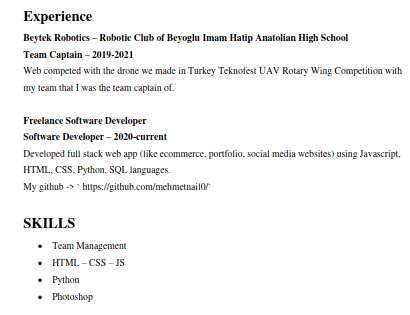 Experience
Beytek Robotics – Robotic Club of Beyoglu Imam Hatip Anatolian High School
Team Captain – 2019-2021
Web competed with the drone we made in Turkey Teknofest UAV Rotary Wing Competition with
my team that I was the team captain of.
Freelance Software Developer
Software Developer – 2020-current
Developed full stack web app (like ecommerce, portfolio, social media websites) using Javascript,
HTML, CSS, Python, SQL languages.
My github -> ` https://github.com/mehmetnail0/`
SKILLS
• Team Management
• HTML – CSS – JS
• Python
• Photoshop